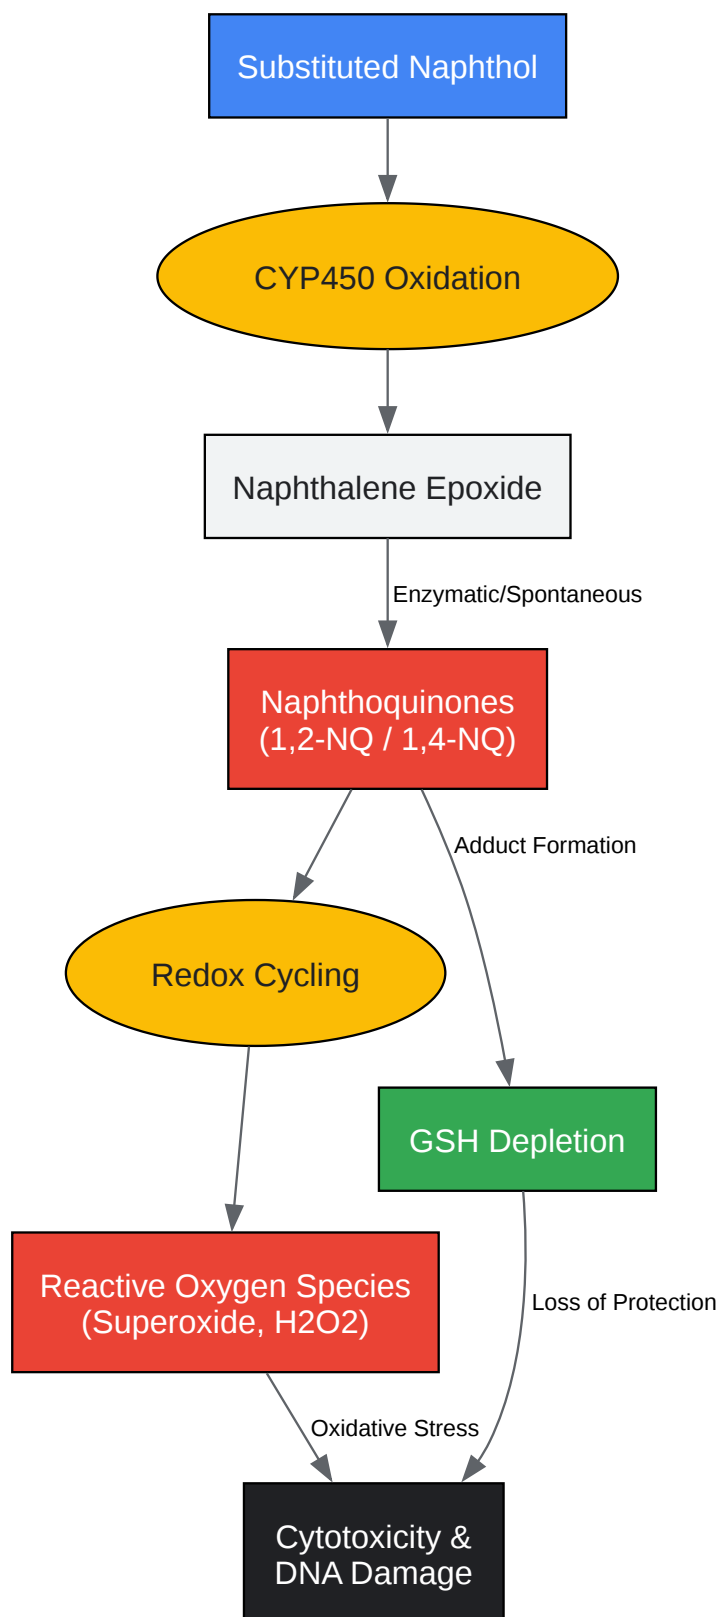 Substituted Naphthol
CYP450 Oxidation
Naphthalene Epoxide
Enzymatic/Spontaneous
Naphthoquinones
(1,2-NQ / 1,4-NQ)
Adduct Formation
Redox Cycling
GSH Depletion
Reactive Oxygen Species
(Superoxide, H2O2)
Loss of Protection
Oxidative Stress
Cytotoxicity &
DNA Damage